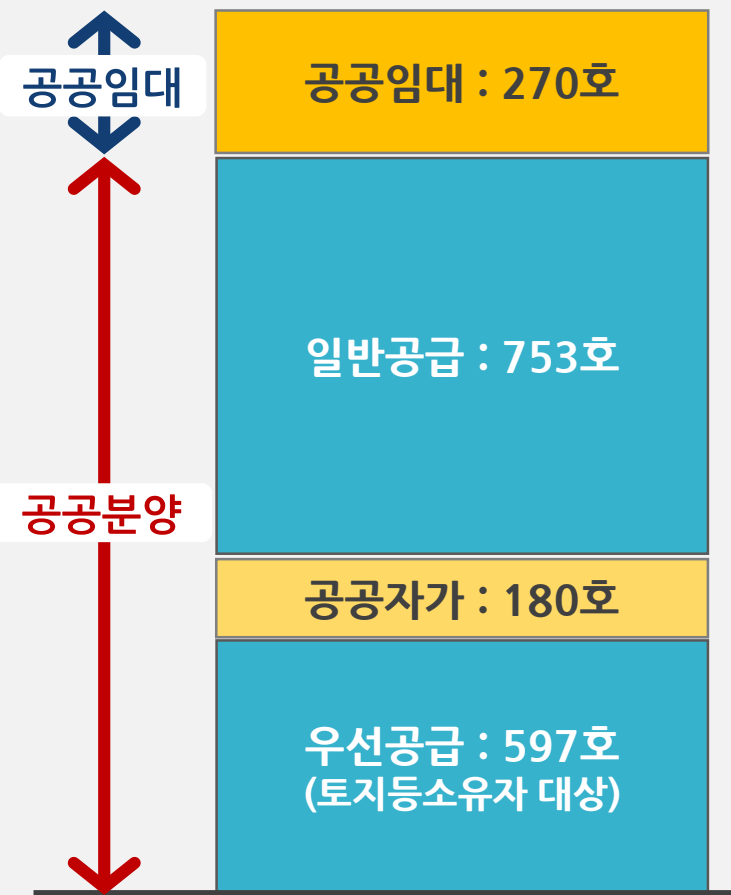 공공임대
공공임대 : 270호
일반공급 : 753호
공공분양
공공자가 : 180호
우선공급 : 597호
(토지등소유자 대상)